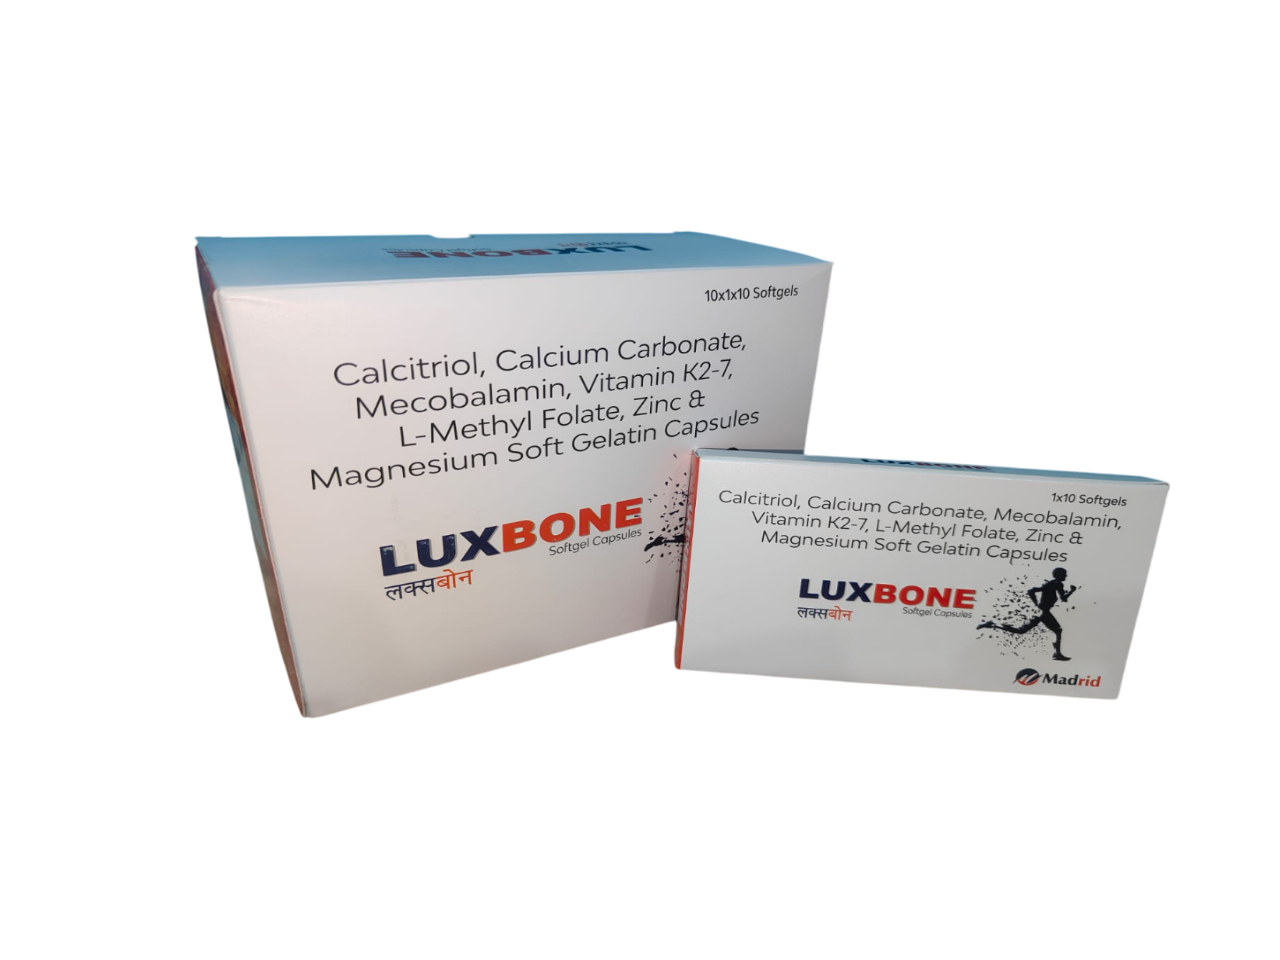 LUXBONE
10x1x10 Softgels
Calcitriol, Calcium Carbonate,
Mecobalamin, Vitamin K2-7,
L-Methyl Folate, Zinc &
Magnesium Soft Gelatin Capsules
LUXBONE
Softgel Capsules
लक्सबोन
LUXBONE
1x10 Softgels
Calcitriol, Calcium Carbonate, Mecobalamin,
Vitamin K2-7, L-Methyl Folate, Zinc &
Magnesium Soft Gelatin Capsules
LUXBONE
Softgel Capsules
लक्सबोन
Madrid